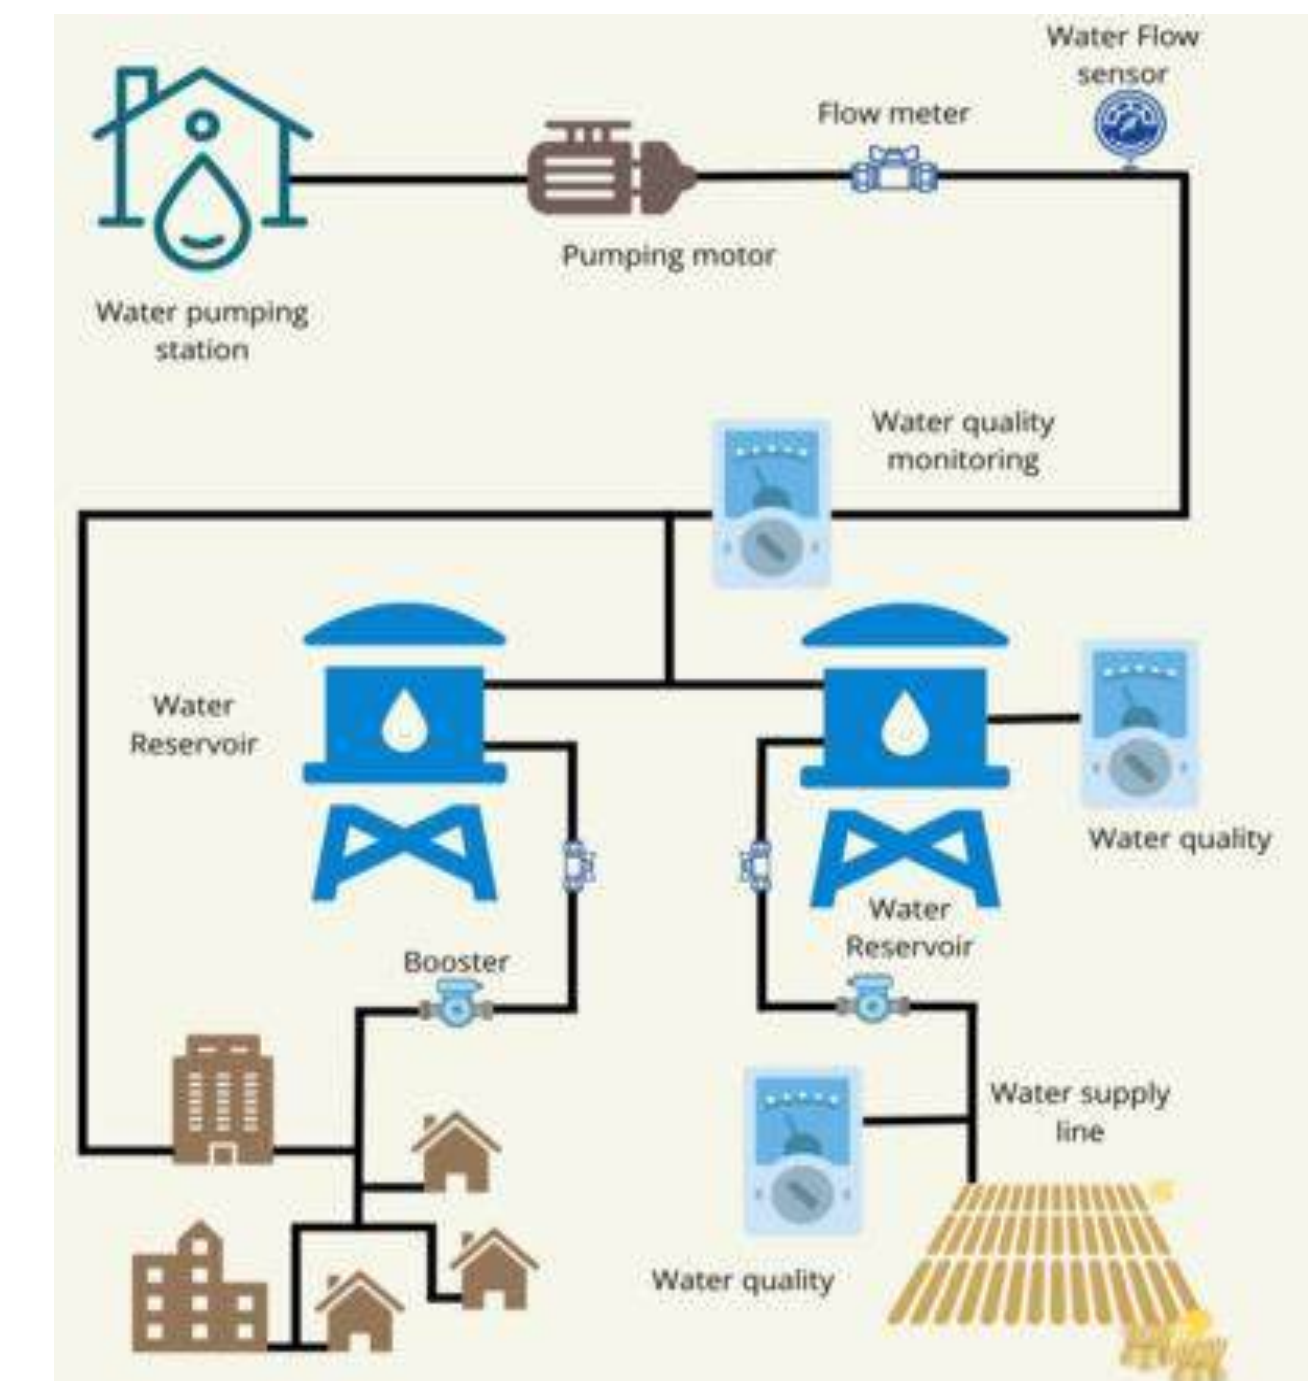 Water Flow
sensor
Flow meter
Pumping motor
Water pumping
station
Water quality
monitoring
Water
Reservoir
Water quality
Water
Reservoir
Booster
Water supply
line
Water quality